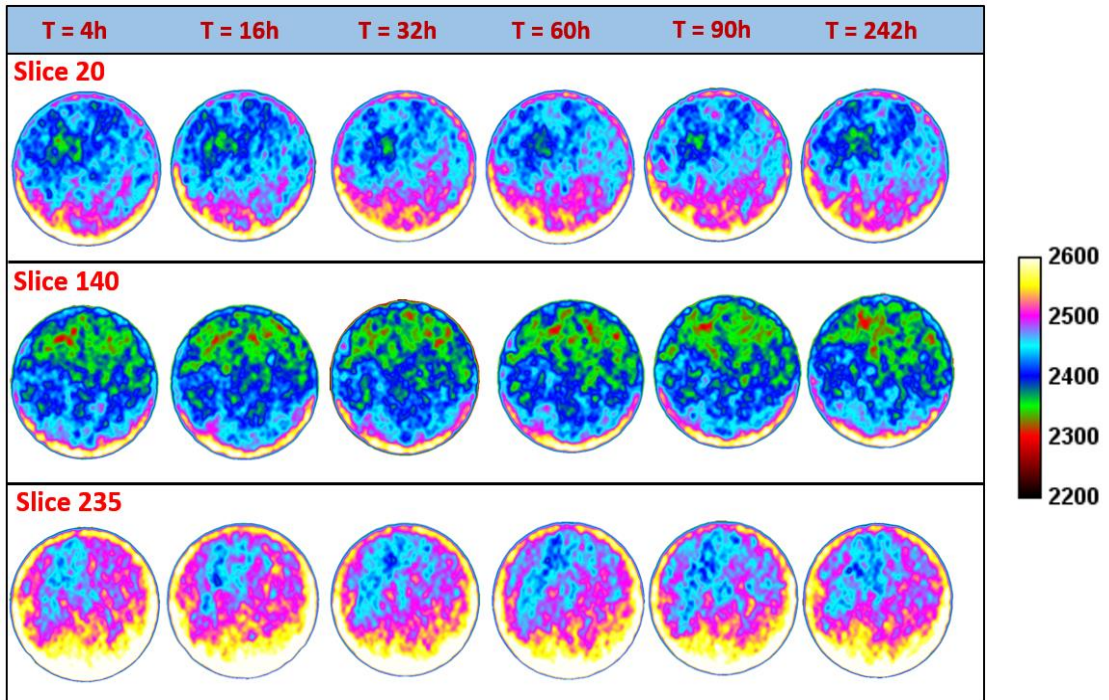 T = 4h T = 16h T = 32h T = 60h T = 90h T = 242h
Slice 20
Slice 140
Slice 235
2600
2500
2400
2300
2200